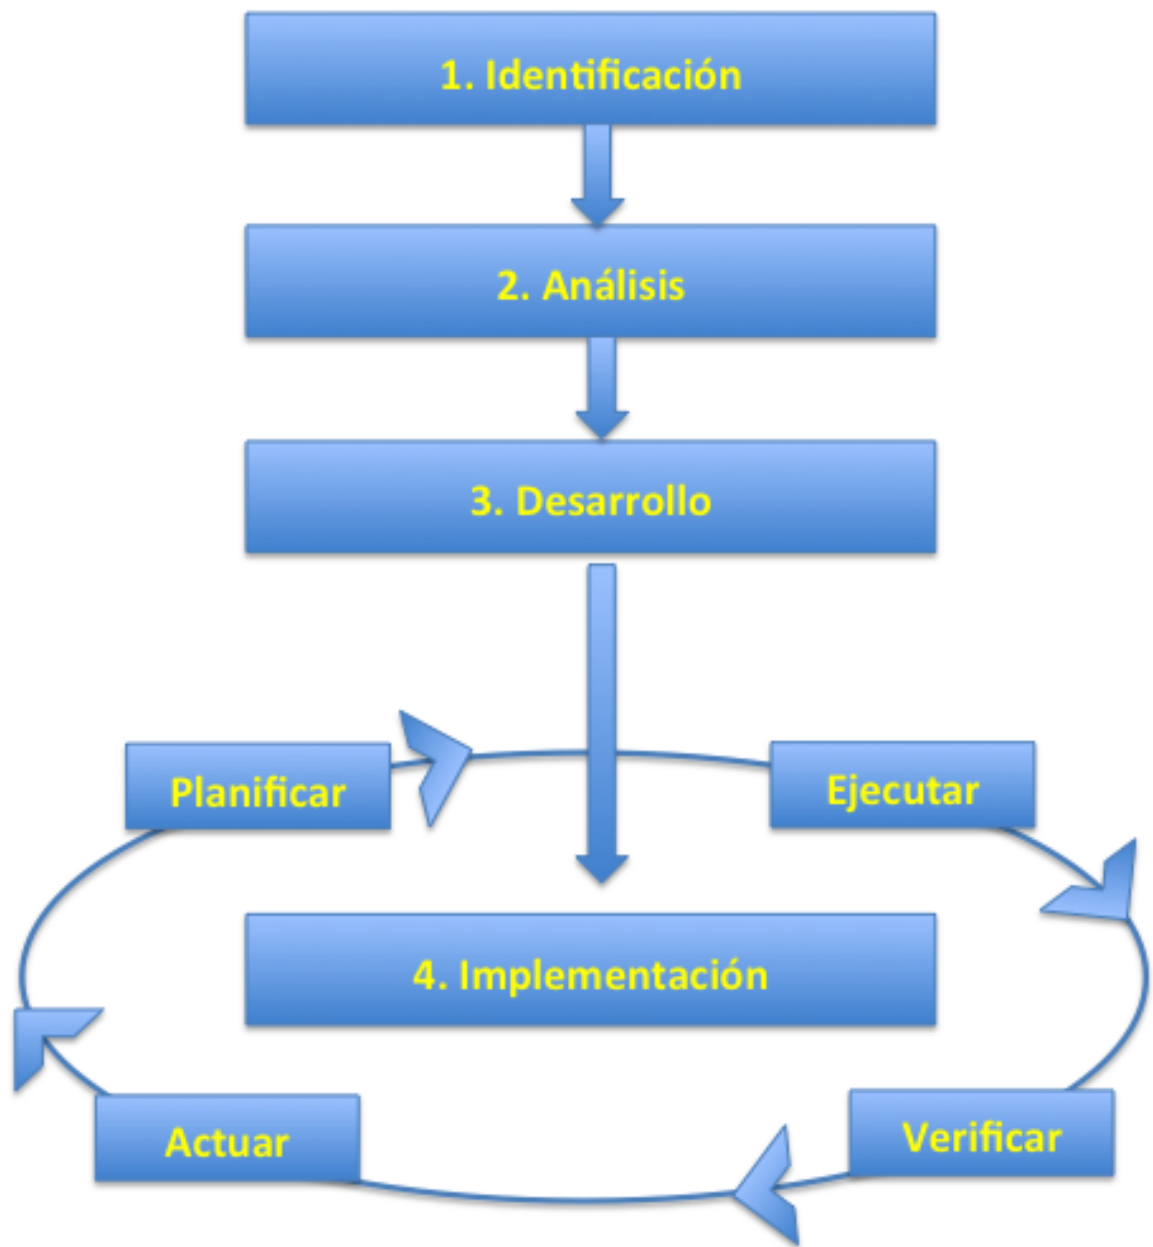 1. Identificación
2. Análisis
3. Desarrollo
Planificar
Ejecutar
4. Implementación
Actuar
Verificar